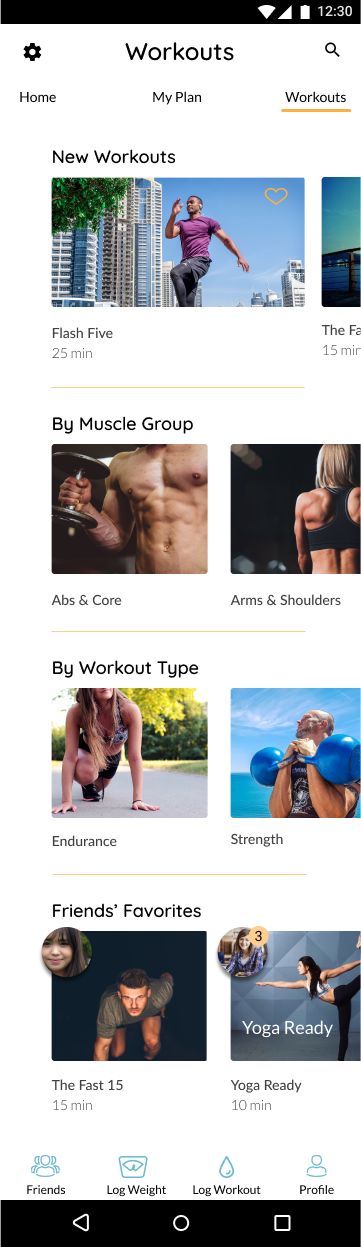 12:30
Workouts
Home
My Plan
Workouts
New Workouts
Flash Five
25 min
The Fa
15 min
By Muscle Group
Abs & Core
Arms & Shoulders
By Workout Type
Endurance
Strength
Friends’ Favorites
3
Yoga Ready
The Fast 15
15 min
Yoga Ready
10 min
Friends
Log Weight
Log Workout
Profile